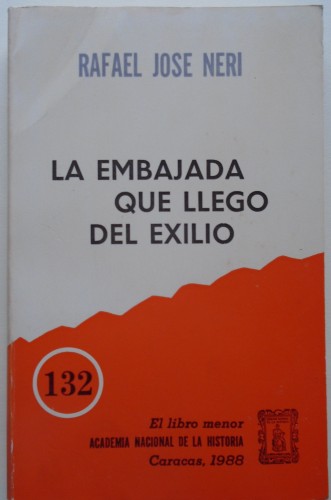 RAFAEL JOSE NERI
LA EMBAJADA
QUE LLEGO
DEL EXILIO
132
El libro menor
ACADEMIA NACIONAL DE LA HISTORIA
Caracas, 1988